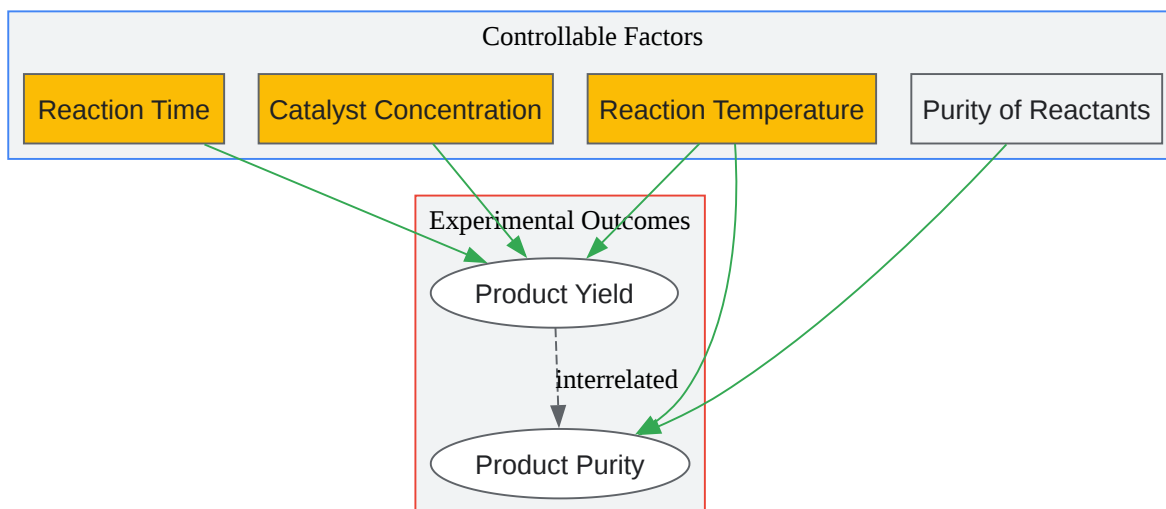 Controllable Factors
Reaction Time
Catalyst Concentration
Reaction Temperature
Purity of Reactants
Experimental Outcomes
Product Yield
interrelated
Product Purity